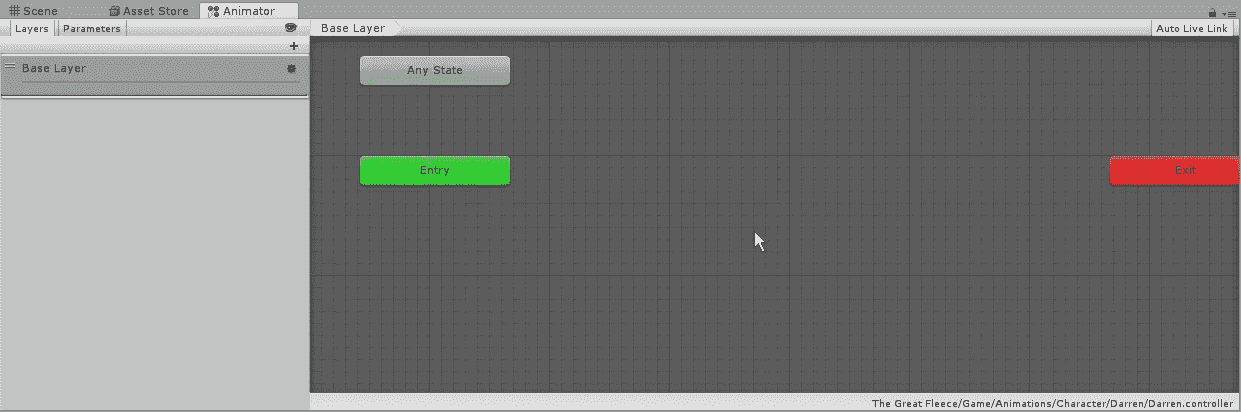 Scene Asset Store Animator
Layers Parameters Base Layer Auto Live Link
+
Base Layer
Any State
Entry
Exit
The Great Fleece/Game/Animations/Character/Darren/Darren.controller